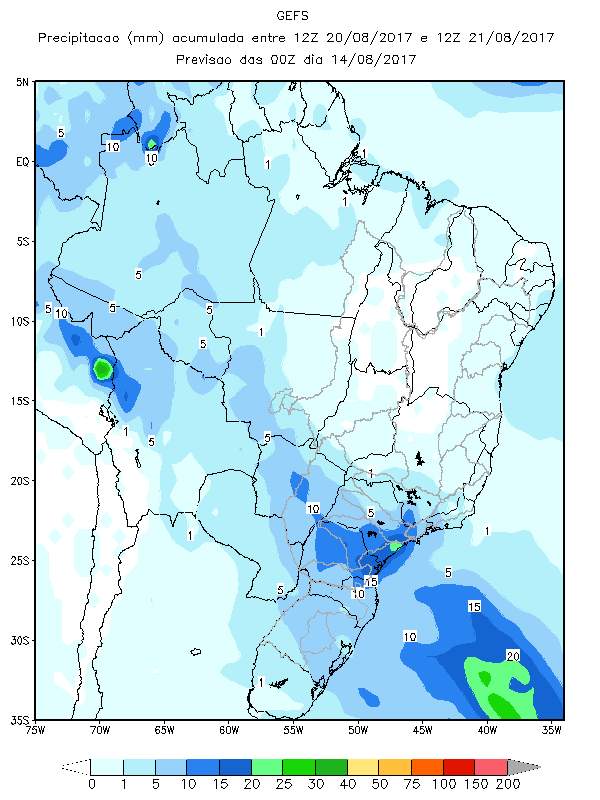 GEFS
Precipitacao (mm) acumulada entre 12Z 20/08/2017 e 12Z 21/08/2017
Previsao das 00Z dia 14/08/2017
5N
5
10
10
1
1
EQ
1
5S
5
5
5
10
1
5
10S
15S
1
5
5
1
20S
10
5
1
1
25S
5
15
10
5
15
10
30S
20
1
35S
75W 70W 65W 60W 55W 50W 45W 40W 35W
0 1 5 10 15 20 25 30 40 50 75 100 150 200